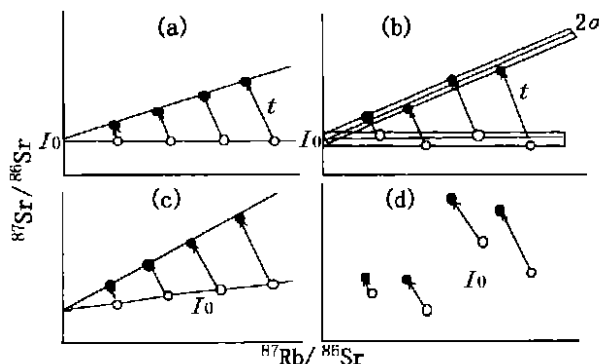 (a)
t
I0
(b)
2σ
t
I0
(c)
I0
(d)
I0
⁸⁷Sr/⁸⁶Sr
⁸⁷Rb/⁸⁶Sr